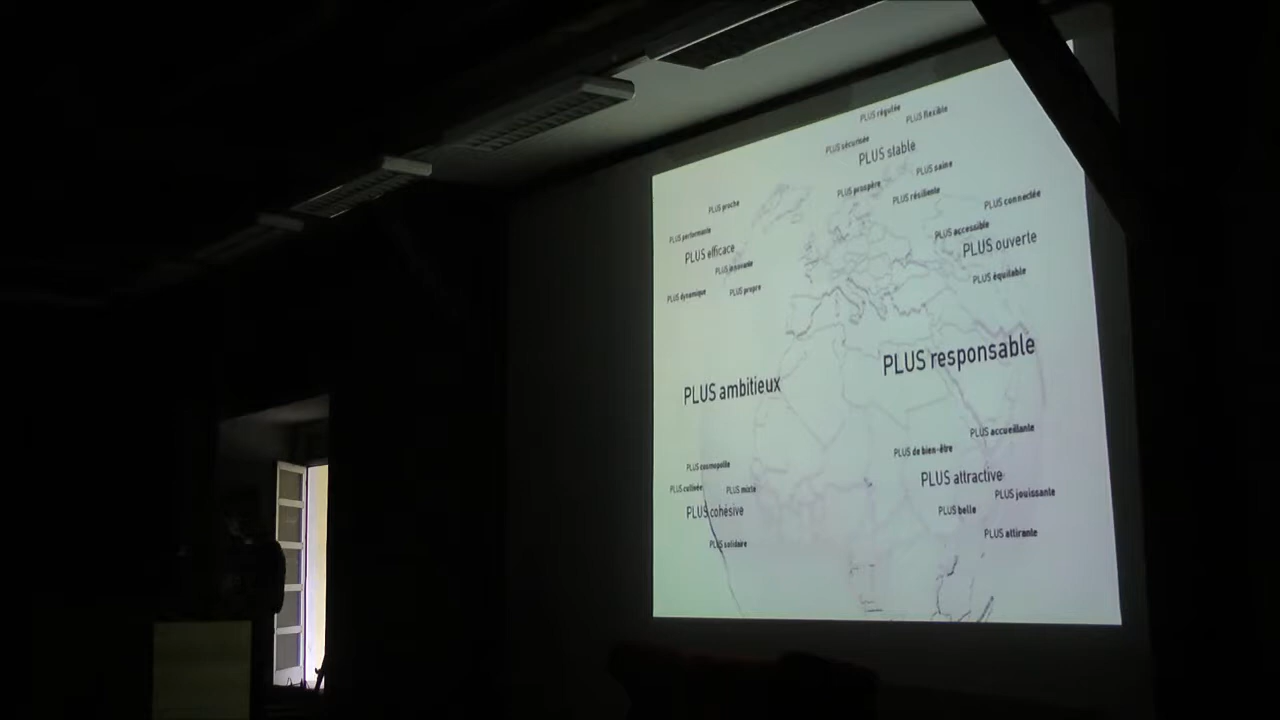 PLUS régulée
PLUS flexible
PLUS sécurisée
PLUS stable
PLUS saine
PLUS prospère
PLUS résiliente
PLUS connectée
PLUS accessible
PLUS ouverte
PLUS équitable
PLUS proche
PLUS performante
PLUS efficace
PLUS innovante
PLUS dynamique
PLUS propre
PLUS responsable
PLUS ambitieux
PLUS cosmopolite
PLUS cultivée
PLUS mixte
PLUS cohésive
PLUS solidaire
PLUS accueillante
PLUS de bien-être
PLUS attractive
PLUS jouissante
PLUS belle
PLUS attirante